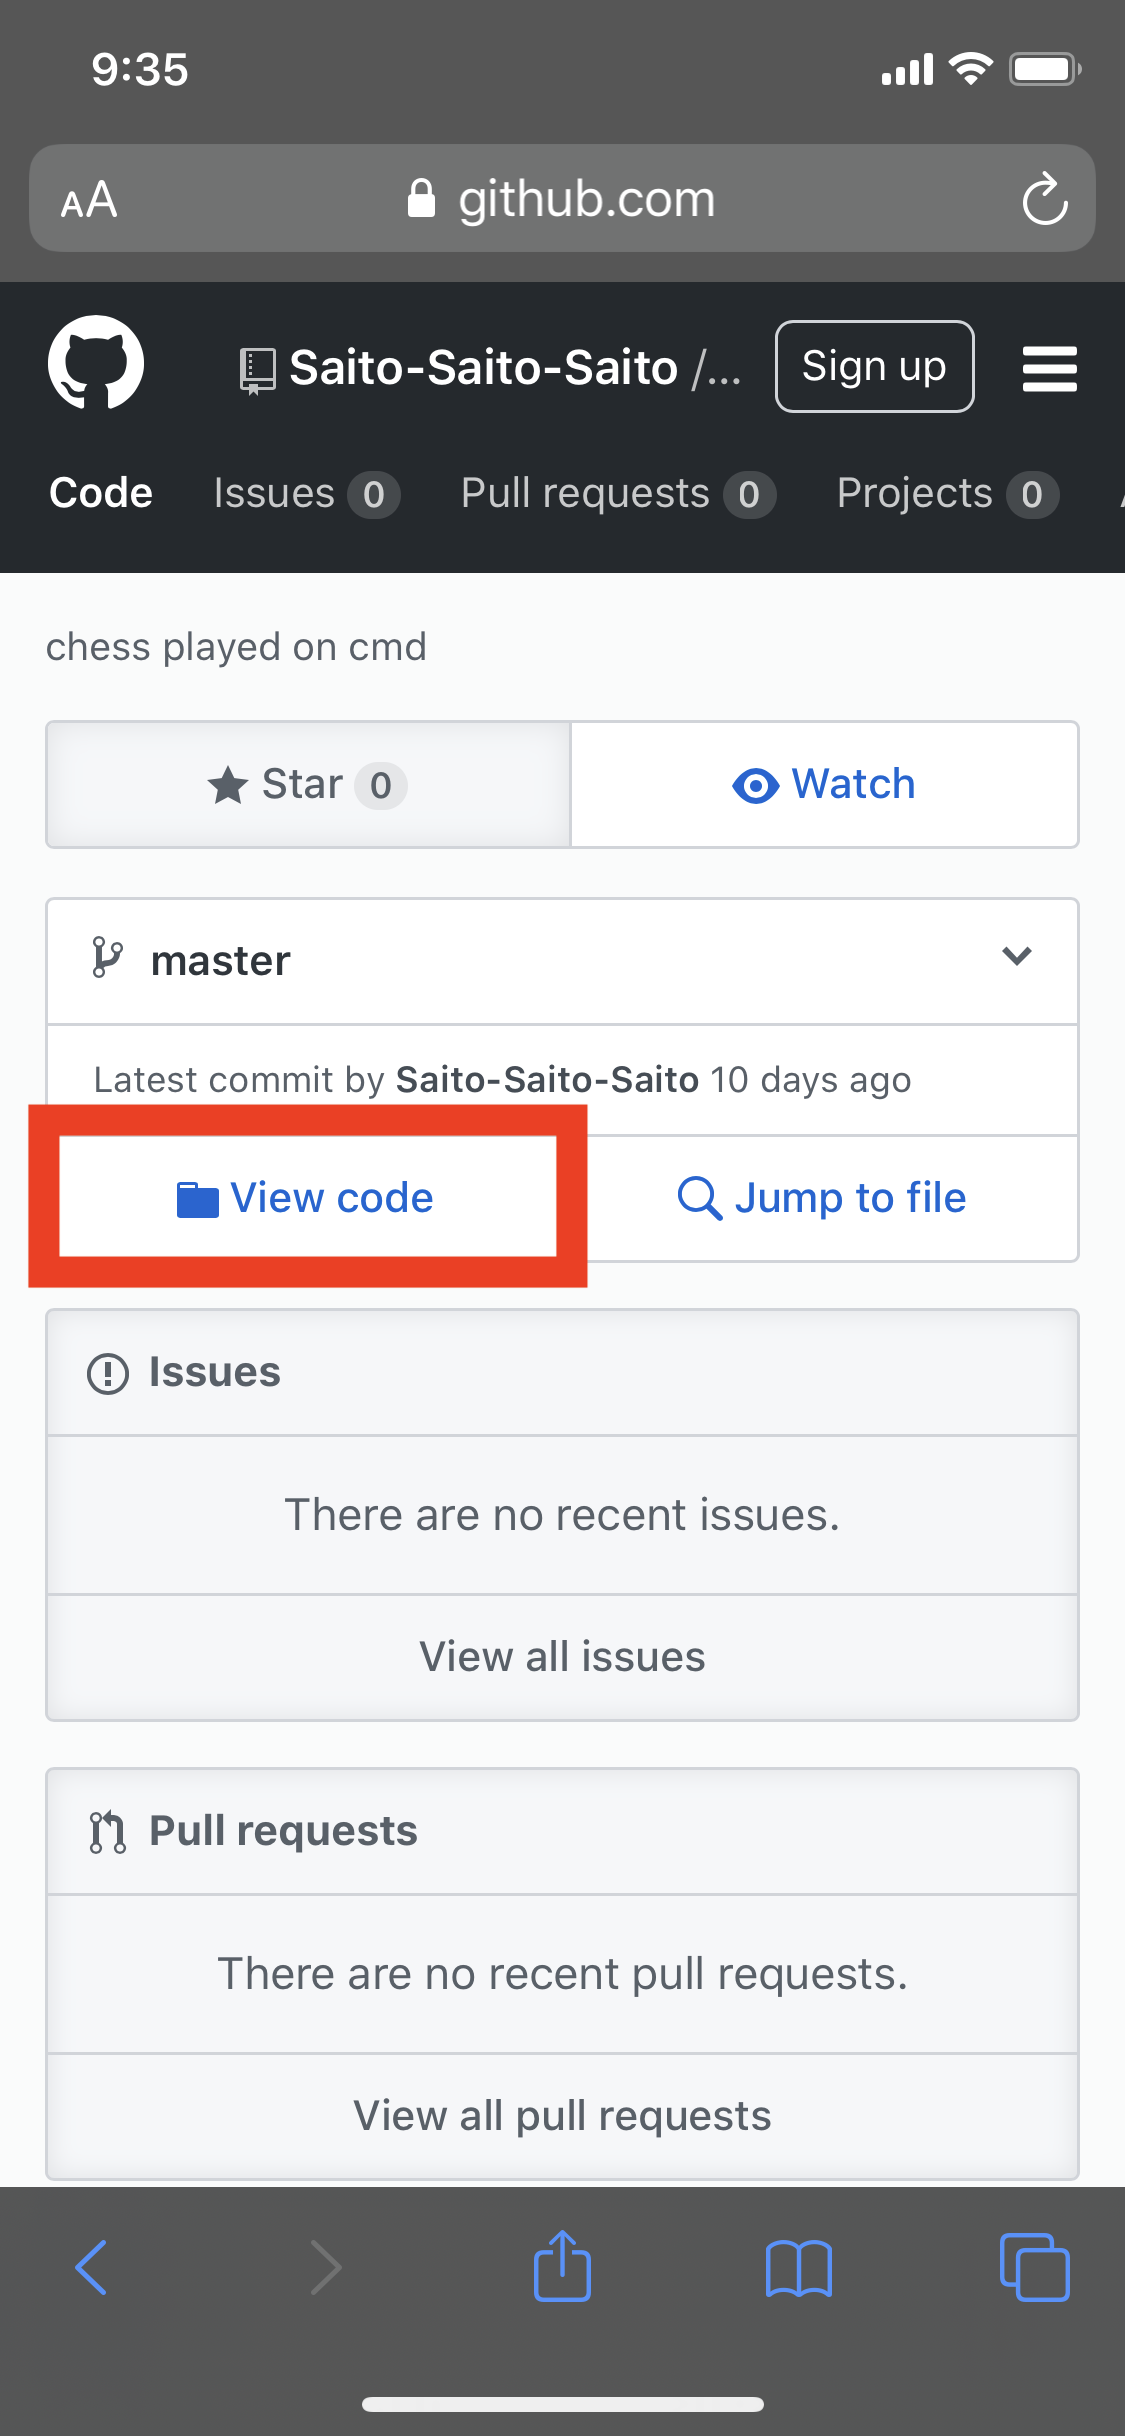 9:35
AA github.com
Saito-Saito-Saito /... Sign up
Code Issues 0 Pull requests 0 Projects 0
chess played on cmd
Star 0 Watch
master
Latest commit by Saito-Saito-Saito 10 days ago
View code Jump to file
Issues
There are no recent issues.
View all issues
Pull requests
There are no recent pull requests.
View all pull requests